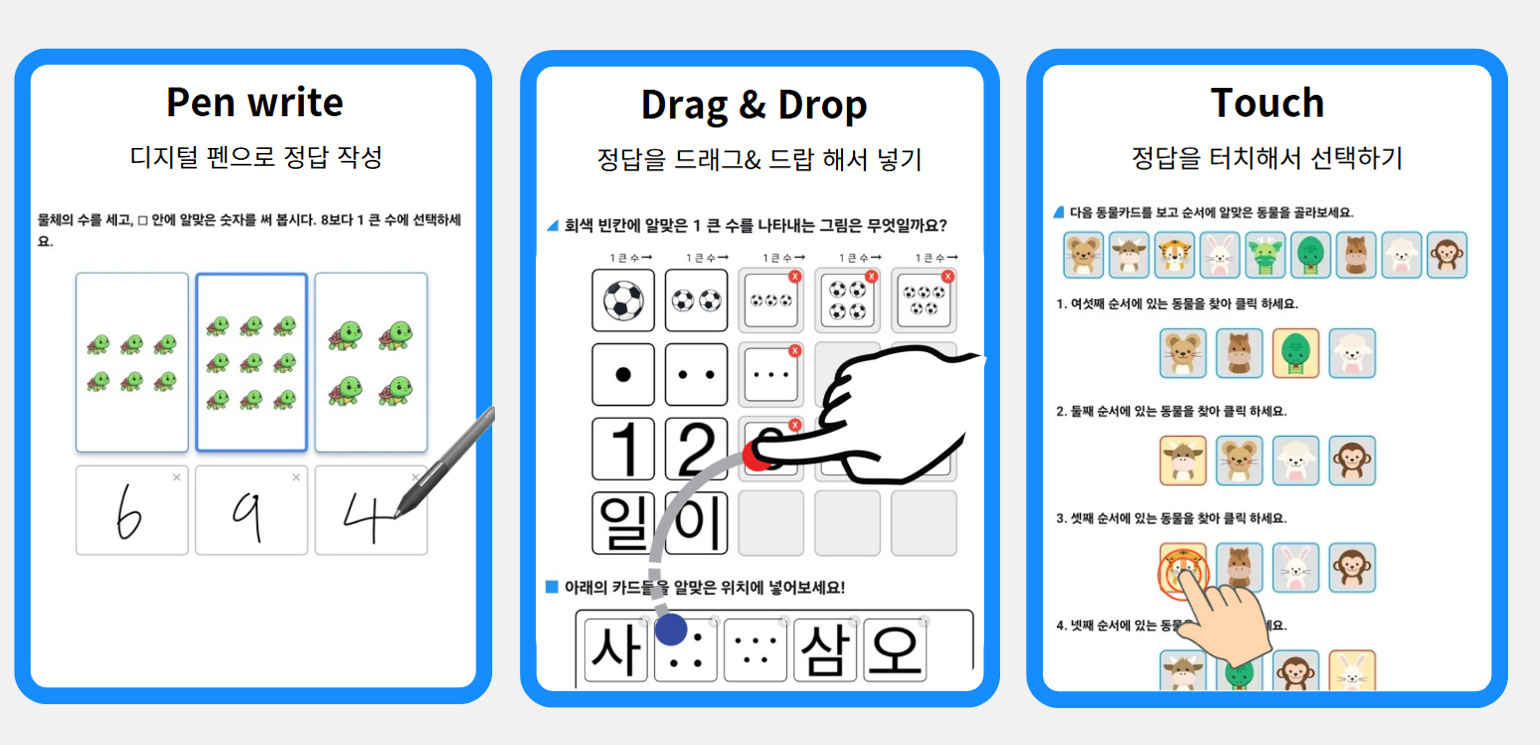 Pen write
디지털 펜으로 정답 작성
물체의 수를 세고, □ 안에 알맞은 숫자를 써 봅시다. 8보다 1 큰 수에 선택하세
요.
6 9 4
Drag & Drop
정답을 드래그& 드랍 해서 넣기
회색 빈칸에 알맞은 1 큰 수를 나타내는 그림은 무엇일까요?
1 큰 수→ 1 큰 수→ 1 큰 수→ 1 큰 수→ 1 큰 수→
1 2
일 이
아래의 카드들을 알맞은 위치에 넣어보세요!
사 삼 오
Touch
정답을 터치해서 선택하기
다음 동물카드를 보고 순서에 알맞은 동물을 골라보세요.
1. 여섯째 순서에 있는 동물을 찾아 클릭 하세요.
2. 둘째 순서에 있는 동물을 찾아 클릭 하세요.
3. 셋째 순서에 있는 동물을 찾아 클릭 하세요.
4. 넷째 순서에 있는 세요.